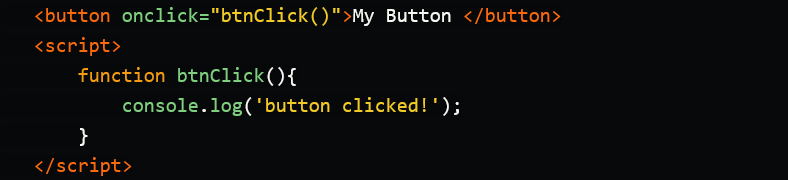 <button onclick="btnClick()">My Button </button>
<script>
    function btnClick(){
        console.log('button clicked!');
    }
</script>